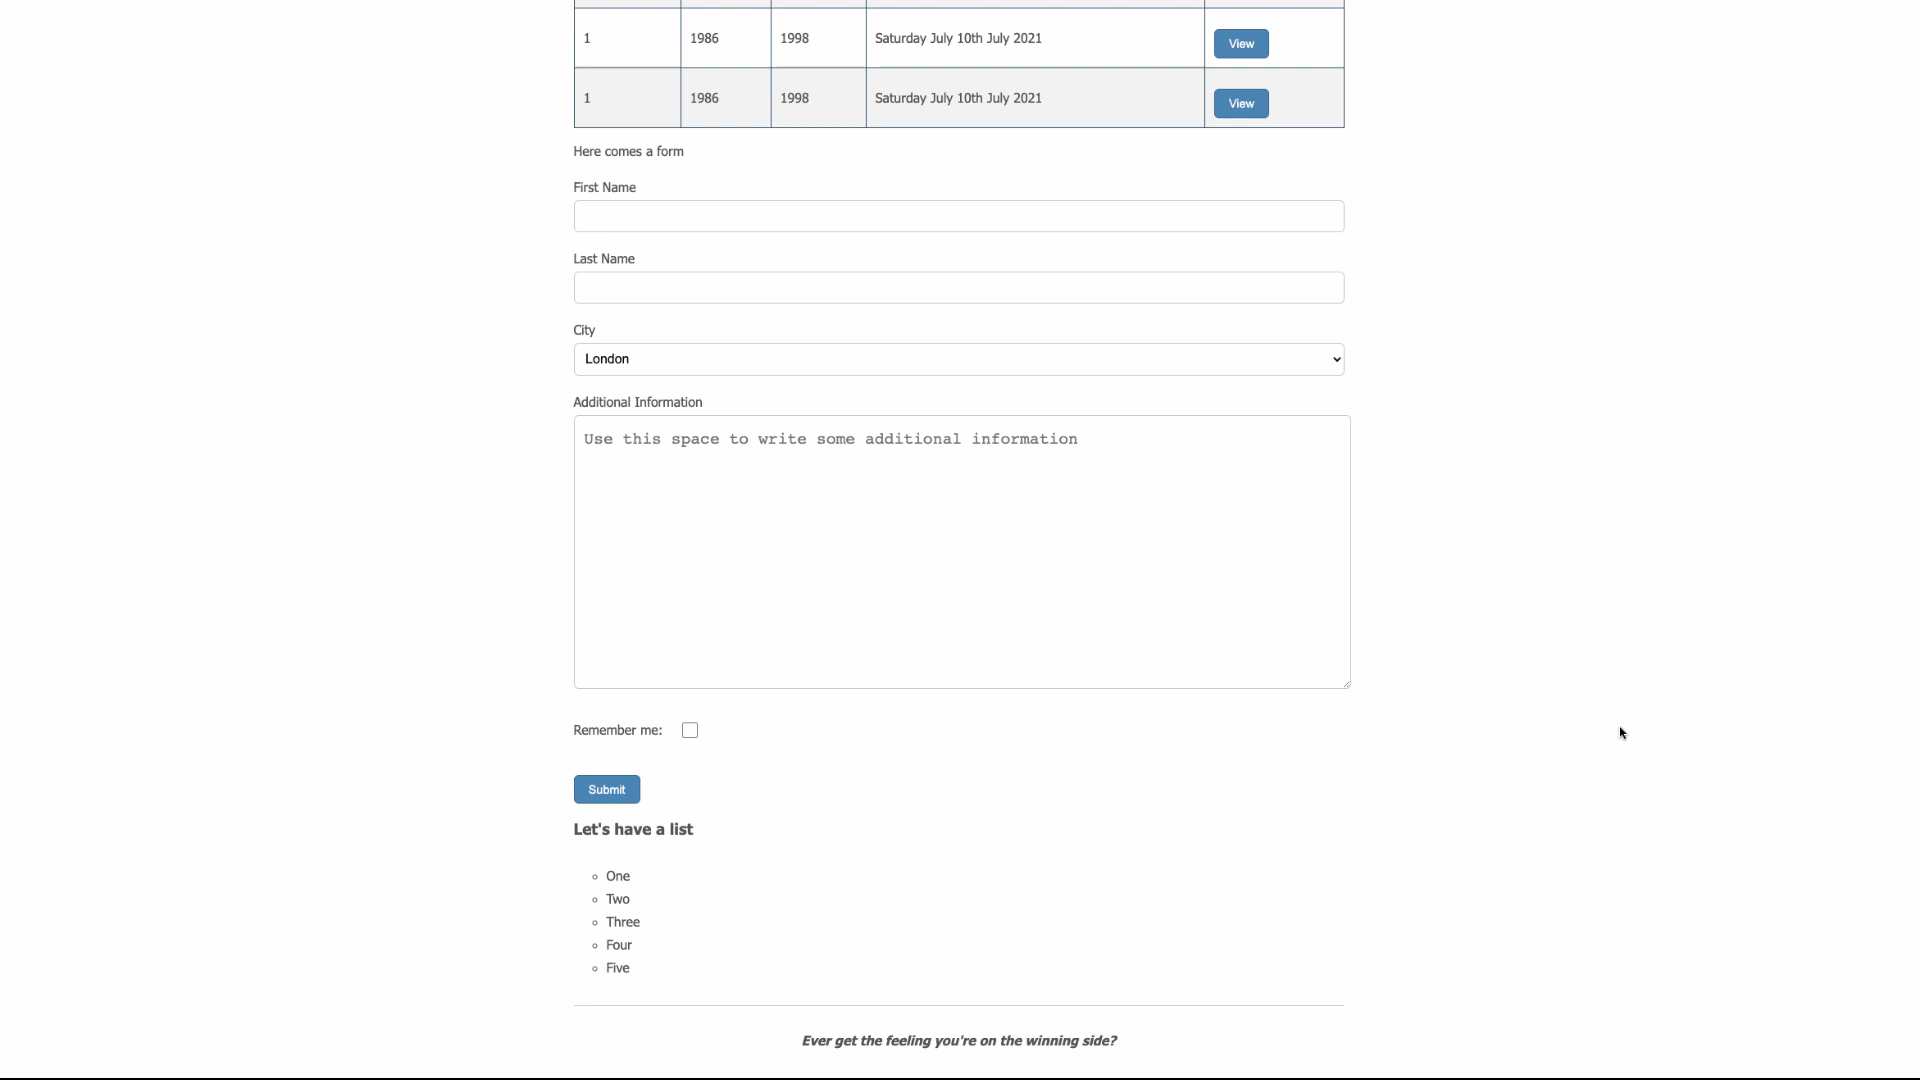 1 1986 1998 Saturday July 10th July 2021 View
1 1986 1998 Saturday July 10th July 2021 View
Here comes a form
First Name
Last Name
City
London
Additional Information
Use this space to write some additional information
Remember me:
Submit
Let's have a list
One
Two
Three
Four
Five
Ever get the feeling you're on the winning side?